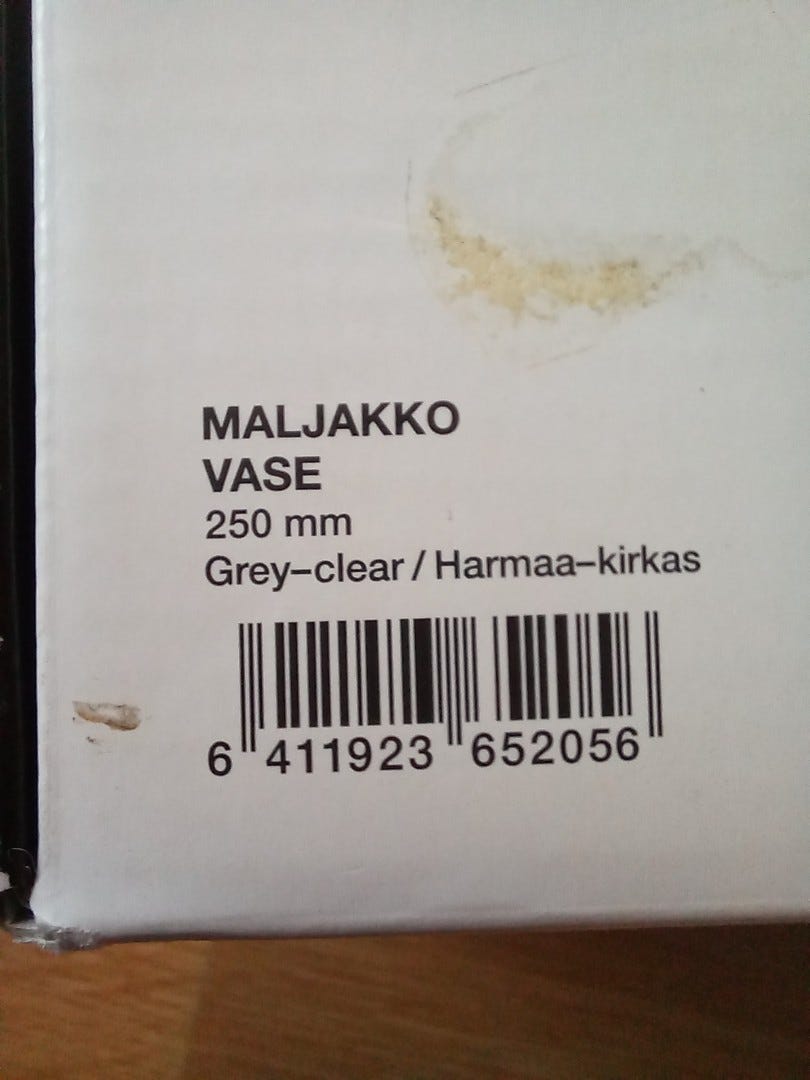 MALJAKKO
VASE
250 mm
Grey–clear / Harmaa–kirkas
6 411923 652056